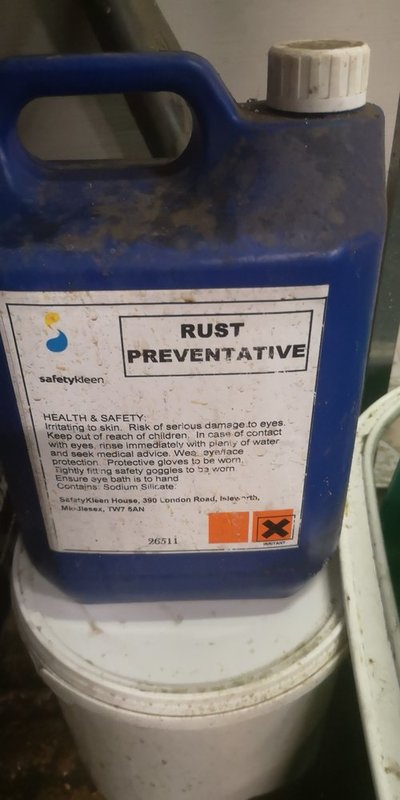 RUST
PREVENTATIVE
safetykleen
HEALTH & SAFETY:
Irritating to skin. Risk of serious damage to eyes.
Keep out of reach of children. In case of contact
with eyes, rinse immediately with plenty of water
and seek medical advice. Wear eye/face
protection. Protective gloves to be worn.
Tightly fitting safety goggles to be worn
Ensure eye bath is to hand
Contains: Sodium Silicate
SafetyKleen House, 390 London Road, Isleworth,
Middlesex, TW7 5AN
26511
IRRITANT